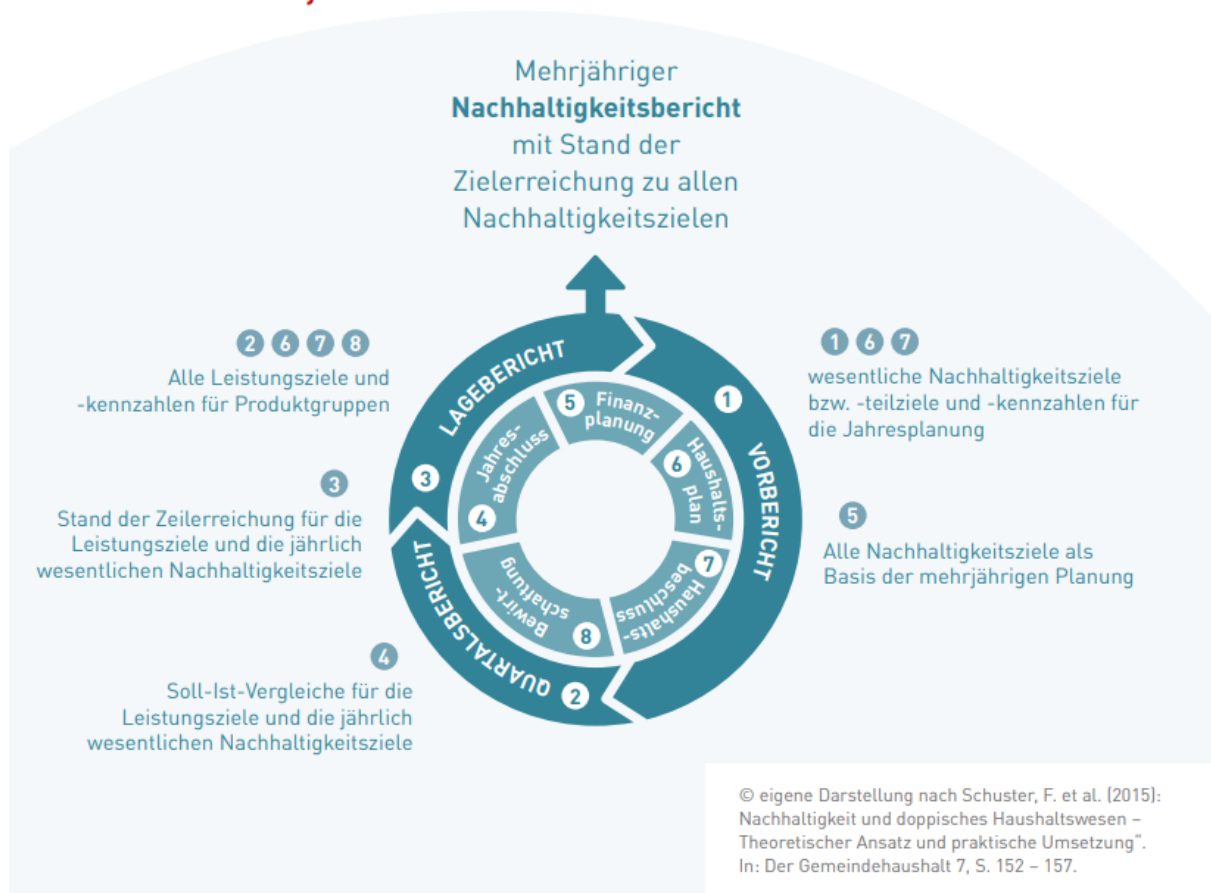 Mehrjähriger
Nachhaltigkeitsbericht
mit Stand der
Zielerreichung zu allen
Nachhaltigkeitszielen
2 6 7 8
Alle Leistungsziele und
-kennzahlen für Produktgruppen
3
Stand der Zeilerreichung für die
Leistungsziele und die jährlich
wesentlichen Nachhaltigkeitsziele
4
Soll-Ist-Vergleiche für die
Leistungsziele und die jährlich
wesentlichen Nachhaltigkeitsziele
LAGEBERICHT
3
VORBERICHT
1
QUARTALSBERICHT
2
5
Finanz-
planung
6
Haushalts-
plan
7
Haushalts-
beschluss
8
Bewirt-
schaftung
4
Jahres-
abschluss
1 6 7
wesentliche Nachhaltigkeitsziele
bzw. -teilziele und -kennzahlen für
die Jahresplanung
5
Alle Nachhaltigkeitsziele als
Basis der mehrjährigen Planung
© eigene Darstellung nach Schuster, F. et al. (2015):
Nachhaltigkeit und doppisches Haushaltswesen –
Theoretischer Ansatz und praktische Umsetzung“.
In: Der Gemeindehaushalt 7, S. 152 – 157.